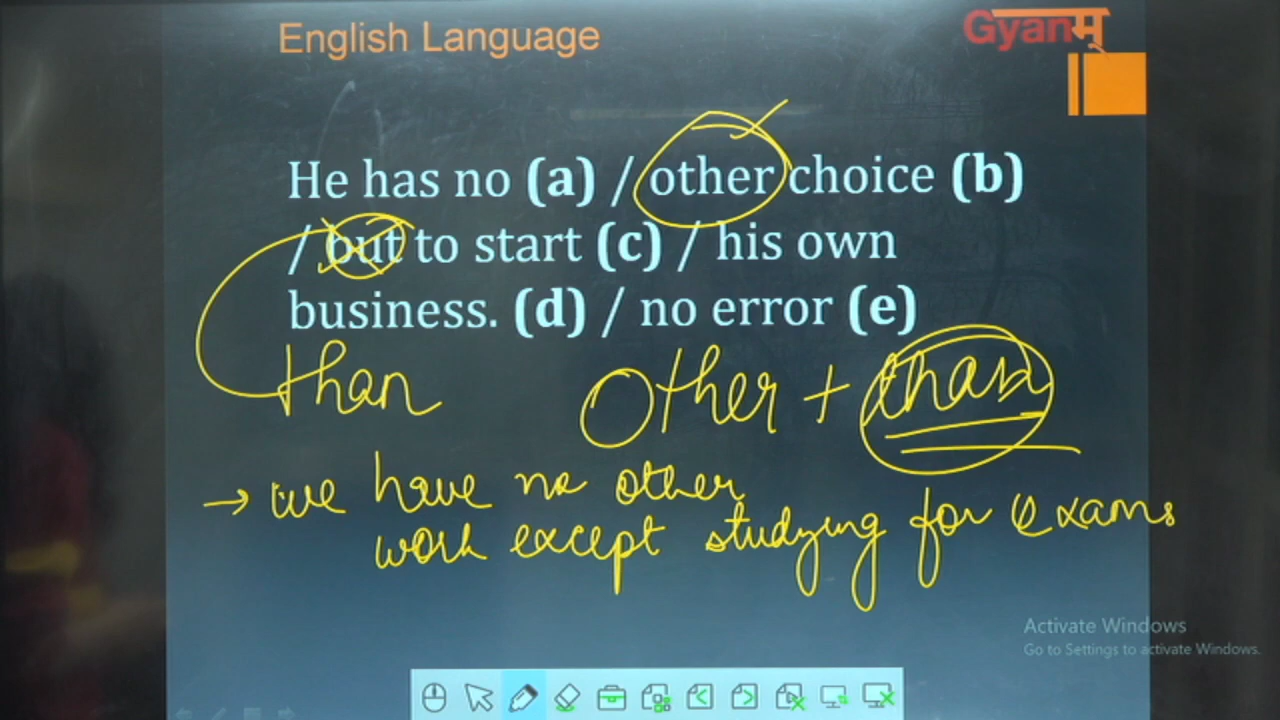 English Language
Gyanम्
He has no (a) / other choice (b)
/ but to start (c) / his own
business. (d) / no error (e)
than Other + than
→ we have no other
work except studying for exams
Activate Windows
Go to Settings to activate Windows.